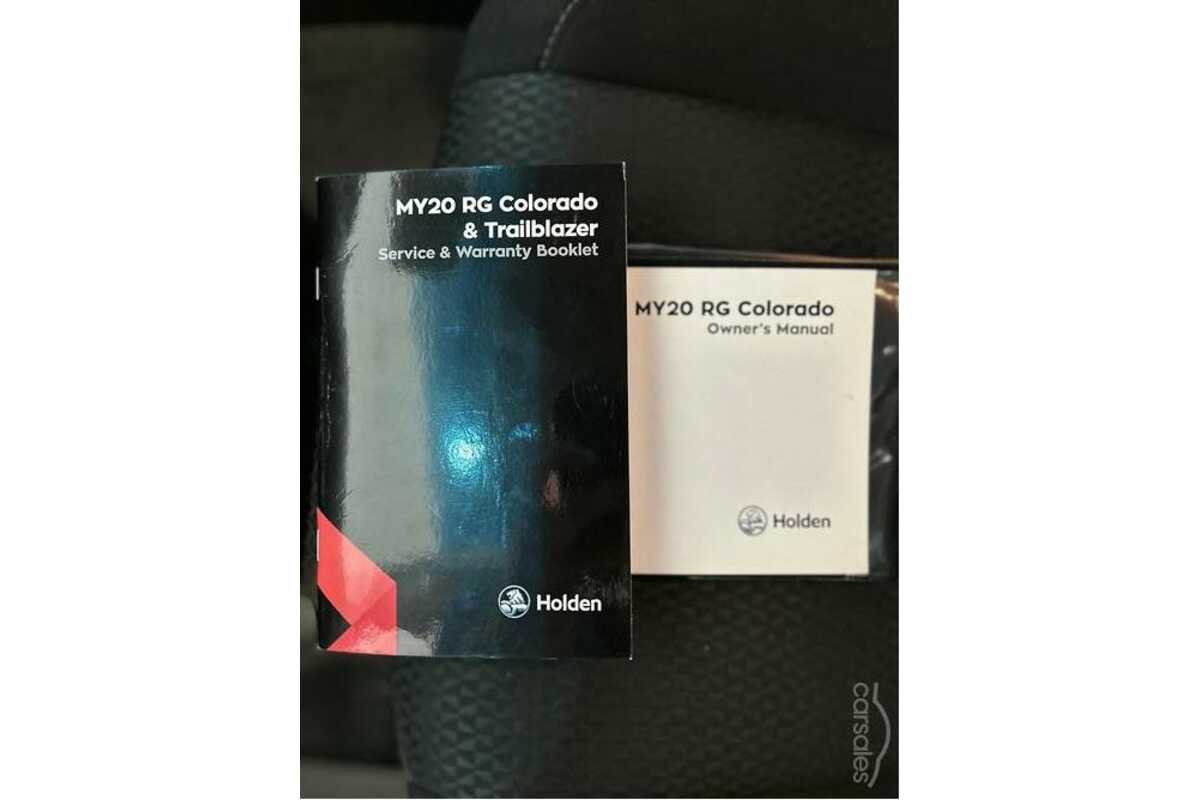 MY20 RG Colorado
& Trailblazer
Service & Warranty Booklet
Holden
MY20 RG Colorado
Owner's Manual
Holden
carsales